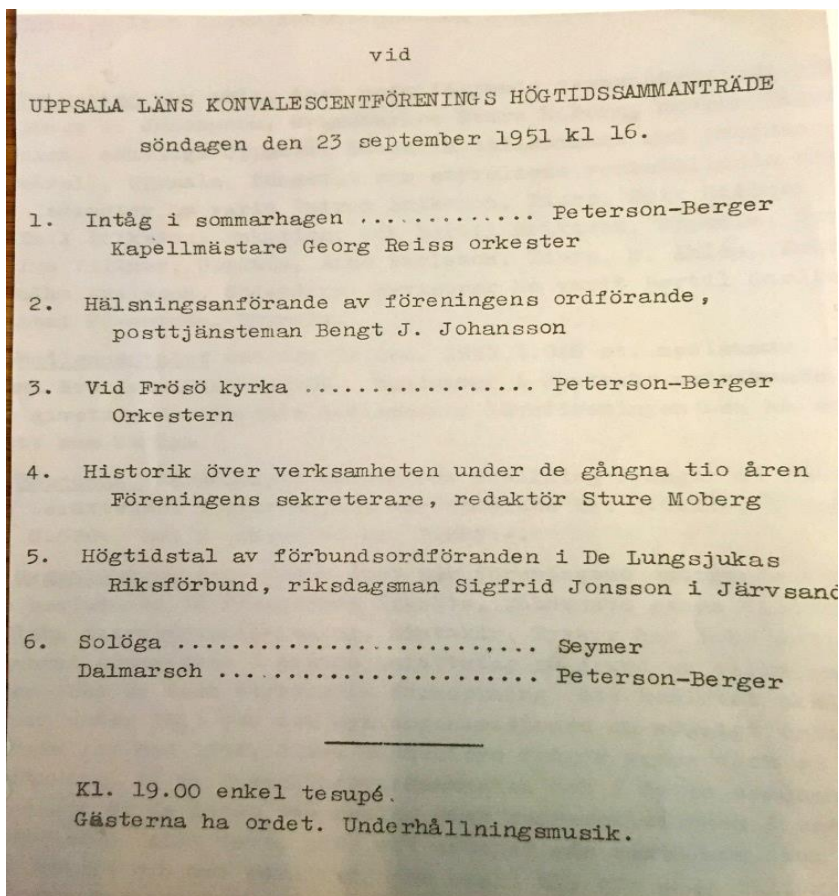 vid
UPPSALA LÄNS KONVALESCENTFÖRENINGS HÖGTIDSSAMMANTRÄDE
söndagen den 23 september 1951 kl 16.
1. Intåg i sommarhagen .............. Peterson-Berger
Kapellmästare Georg Reiss orkester
2. Hälsningsanförande av föreningens ordförande,
posttjänsteman Bengt J. Johansson
3. Vid Frösö kyrka .................. Peterson-Berger
Orkestern
4. Historik över verksamheten under de gångna tio åren
Föreningens sekreterare, redaktör Sture Moberg
5. Högtidstal av förbundsordföranden i De Lungsjukas
Riksförbund, riksdagsman Sigfrid Jonsson i Järvsand
6. Solöga ............................ Seymer
Dalmarsch ......................... Peterson-Berger
Kl. 19.00 enkel tesupé.
Gästerna ha ordet. Underhållningsmusik.